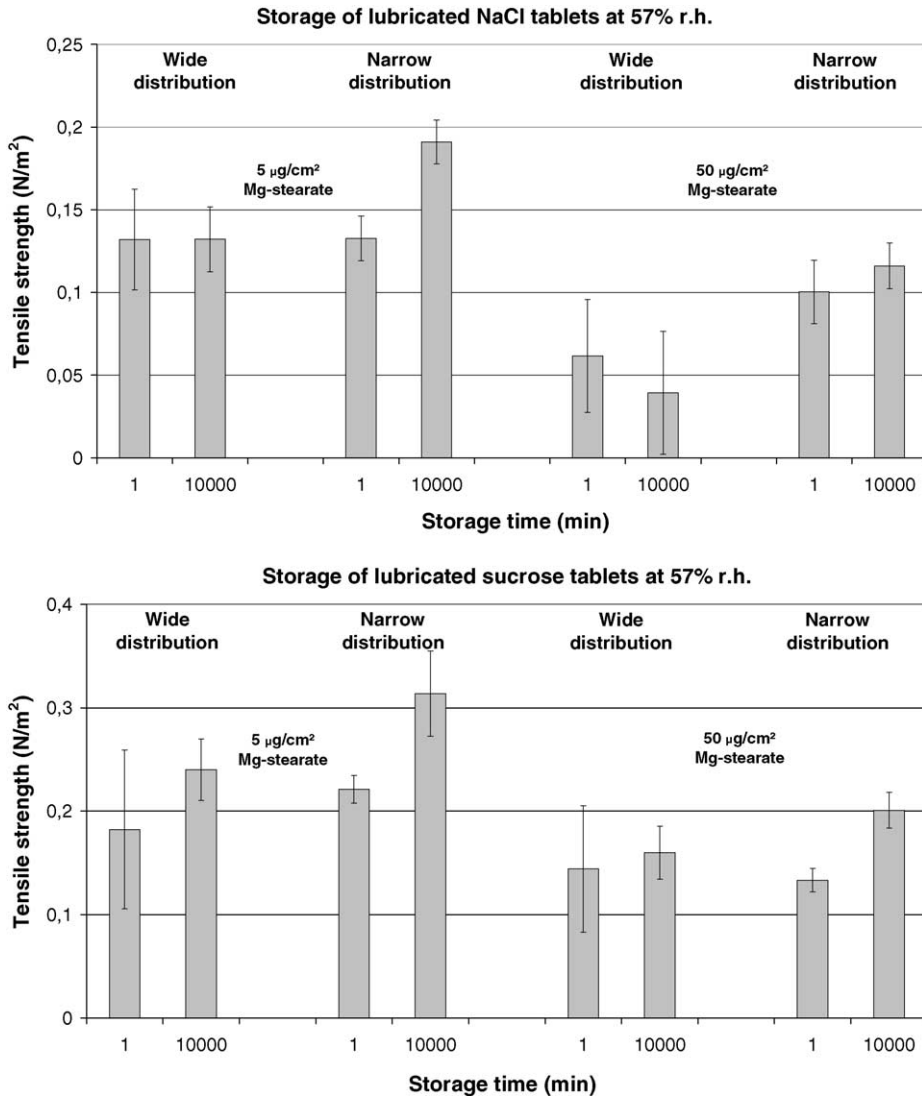 Storage of lubricated NaCl tablets at 57% r.h.
0,25
0,2
0,15
0,1
0,05
0
Tensile strength (N/m²)
Wide distribution
Narrow distribution
Wide distribution
Narrow distribution
5 µg/cm²
Mg-stearate
50 µg/cm²
Mg-stearate
1 10000 1 10000 1 10000 1 10000
Storage time (min)
Storage of lubricated sucrose tablets at 57% r.h.
0,4
0,3
0,2
0,1
0
Tensile strength (N/m²)
Wide distribution
Narrow distribution
Wide distribution
Narrow distribution
5 µg/cm²
Mg-stearate
50 µg/cm²
Mg-stearate
1 10000 1 10000 1 10000 1 10000
Storage time (min)